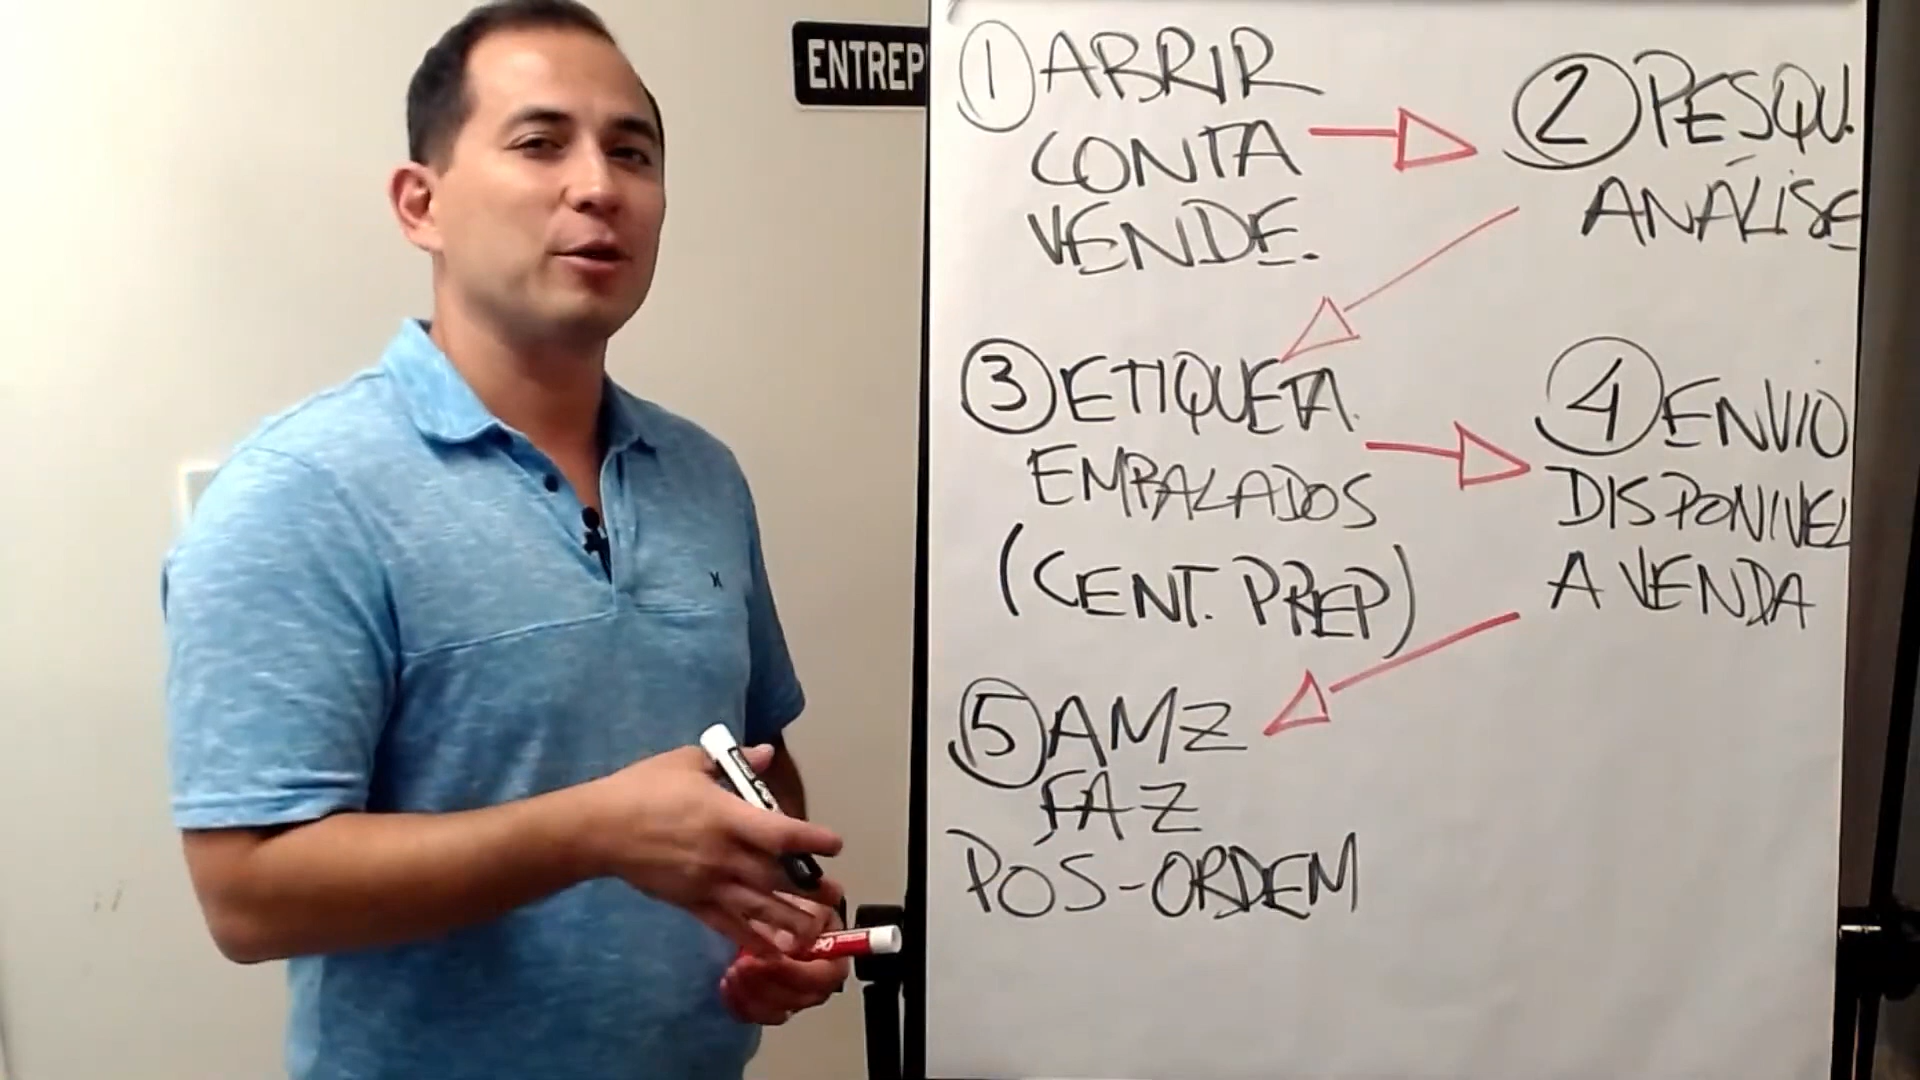 ENTREP
① ABRIR
CONTA
VENDE.
② PESQU.
ANÁLISE
③ ETIQUETA.
EMBALADOS
(CENT. PREP)
④ ENVIO
DISPONIVEL
A VENDA
⑤ AMZ
FAZ
POS-ORDEM